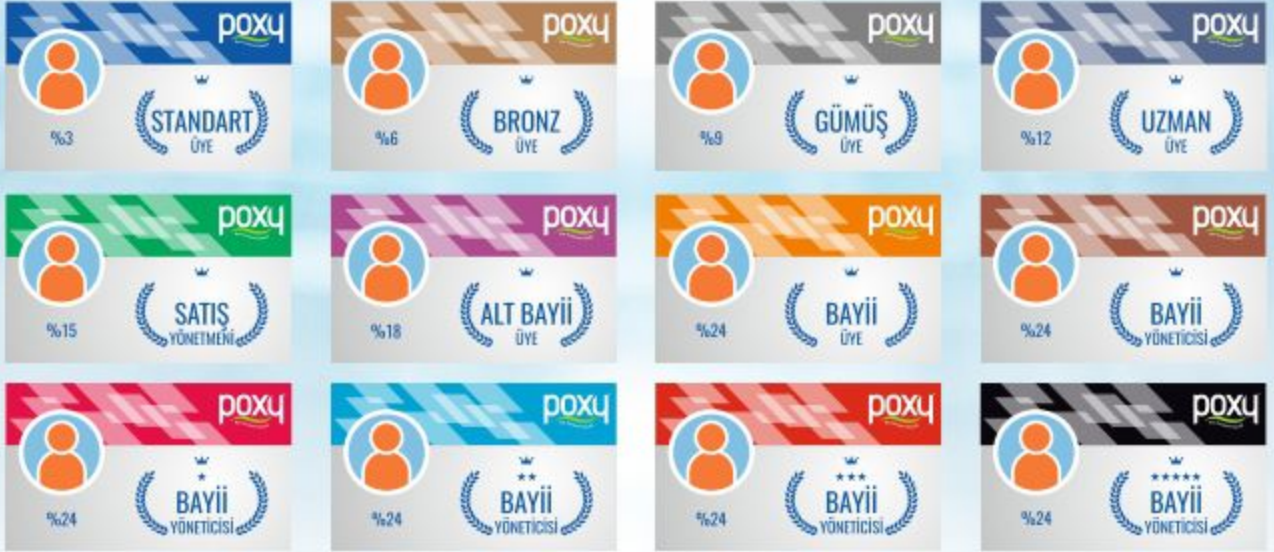 poxy
STANDART
ÜYE
%3
poxy
BRONZ
ÜYE
%6
poxy
GÜMÜŞ
ÜYE
%9
poxy
UZMAN
ÜYE
%12
poxy
SATIŞ
YÖNETMENİ
%15
poxy
ALT BAYİİ
ÜYE
%18
poxy
BAYİİ
ÜYE
%24
poxy
BAYİİ
YÖNETİCİSİ
%24
poxy
BAYİİ
YÖNETİCİSİ
%24
poxy
BAYİİ
YÖNETİCİSİ
%24
poxy
BAYİİ
YÖNETİCİSİ
%24
poxy
BAYİİ
YÖNETİCİSİ
%24